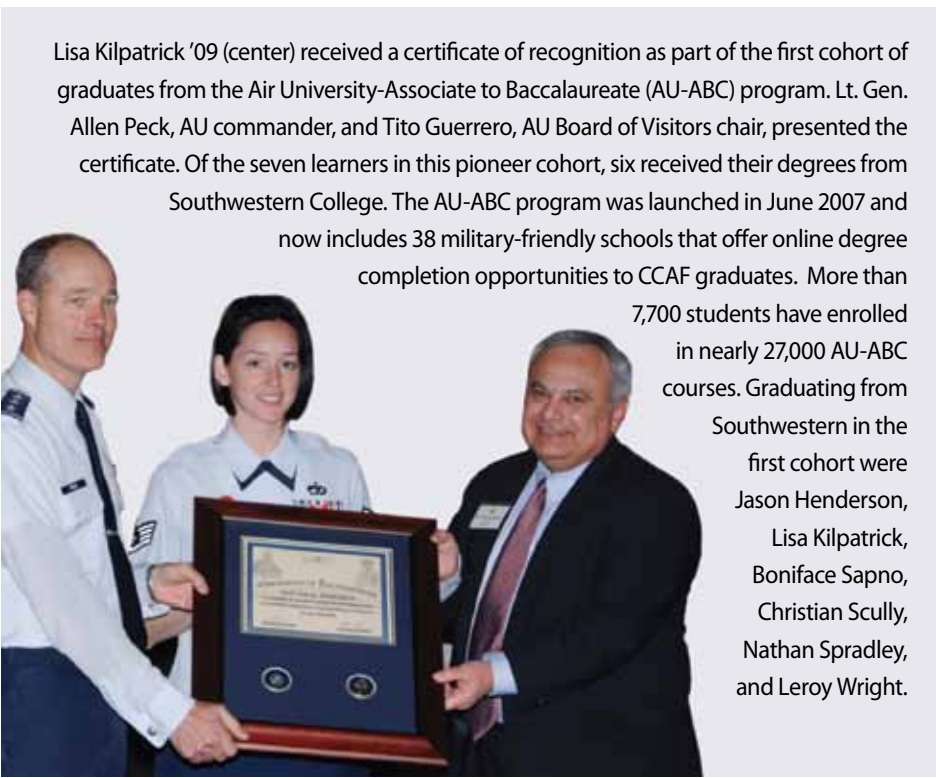 Lisa Kilpatrick ’09 (center) received a certificate of recognition as part of the first cohort of
graduates from the Air University-Associate to Baccalaureate (AU-ABC) program. Lt. Gen.
Allen Peck, AU commander, and Tito Guerrero, AU Board of Visitors chair, presented the
certificate. Of the seven learners in this pioneer cohort, six received their degrees from
Southwestern College. The AU-ABC program was launched in June 2007 and
now includes 38 military-friendly schools that offer online degree
completion opportunities to CCAF graduates. More than
7,700 students have enrolled
in nearly 27,000 AU-ABC
courses. Graduating from
Southwestern in the
first cohort were
Jason Henderson,
Lisa Kilpatrick,
Boniface Sapno,
Christian Scully,
Nathan Spradley,
and Leroy Wright.